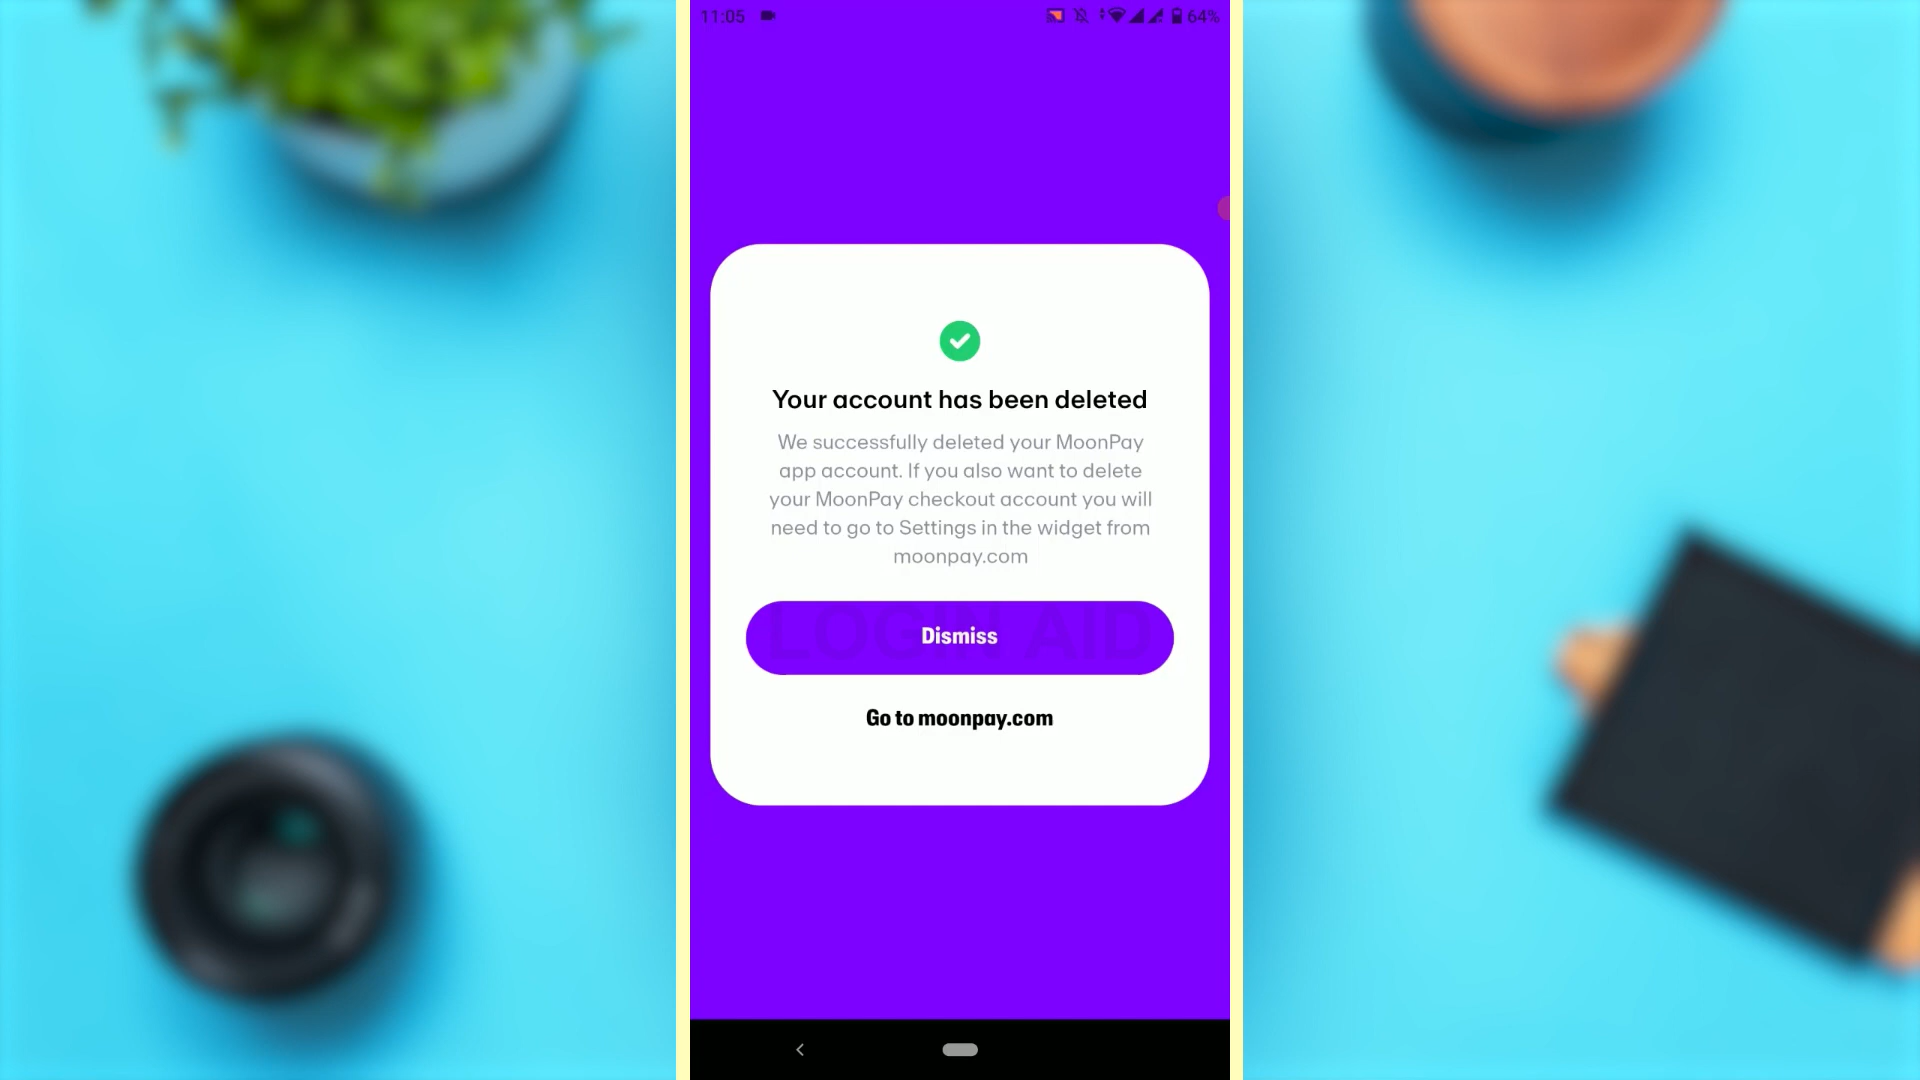 11:05
64%
Your account has been deleted
We successfully deleted your MoonPay
app account. If you also want to delete
your MoonPay checkout account you will
need to go to Settings in the widget from
moonpay.com
LOGIN AID
Dismiss
Go to moonpay.com